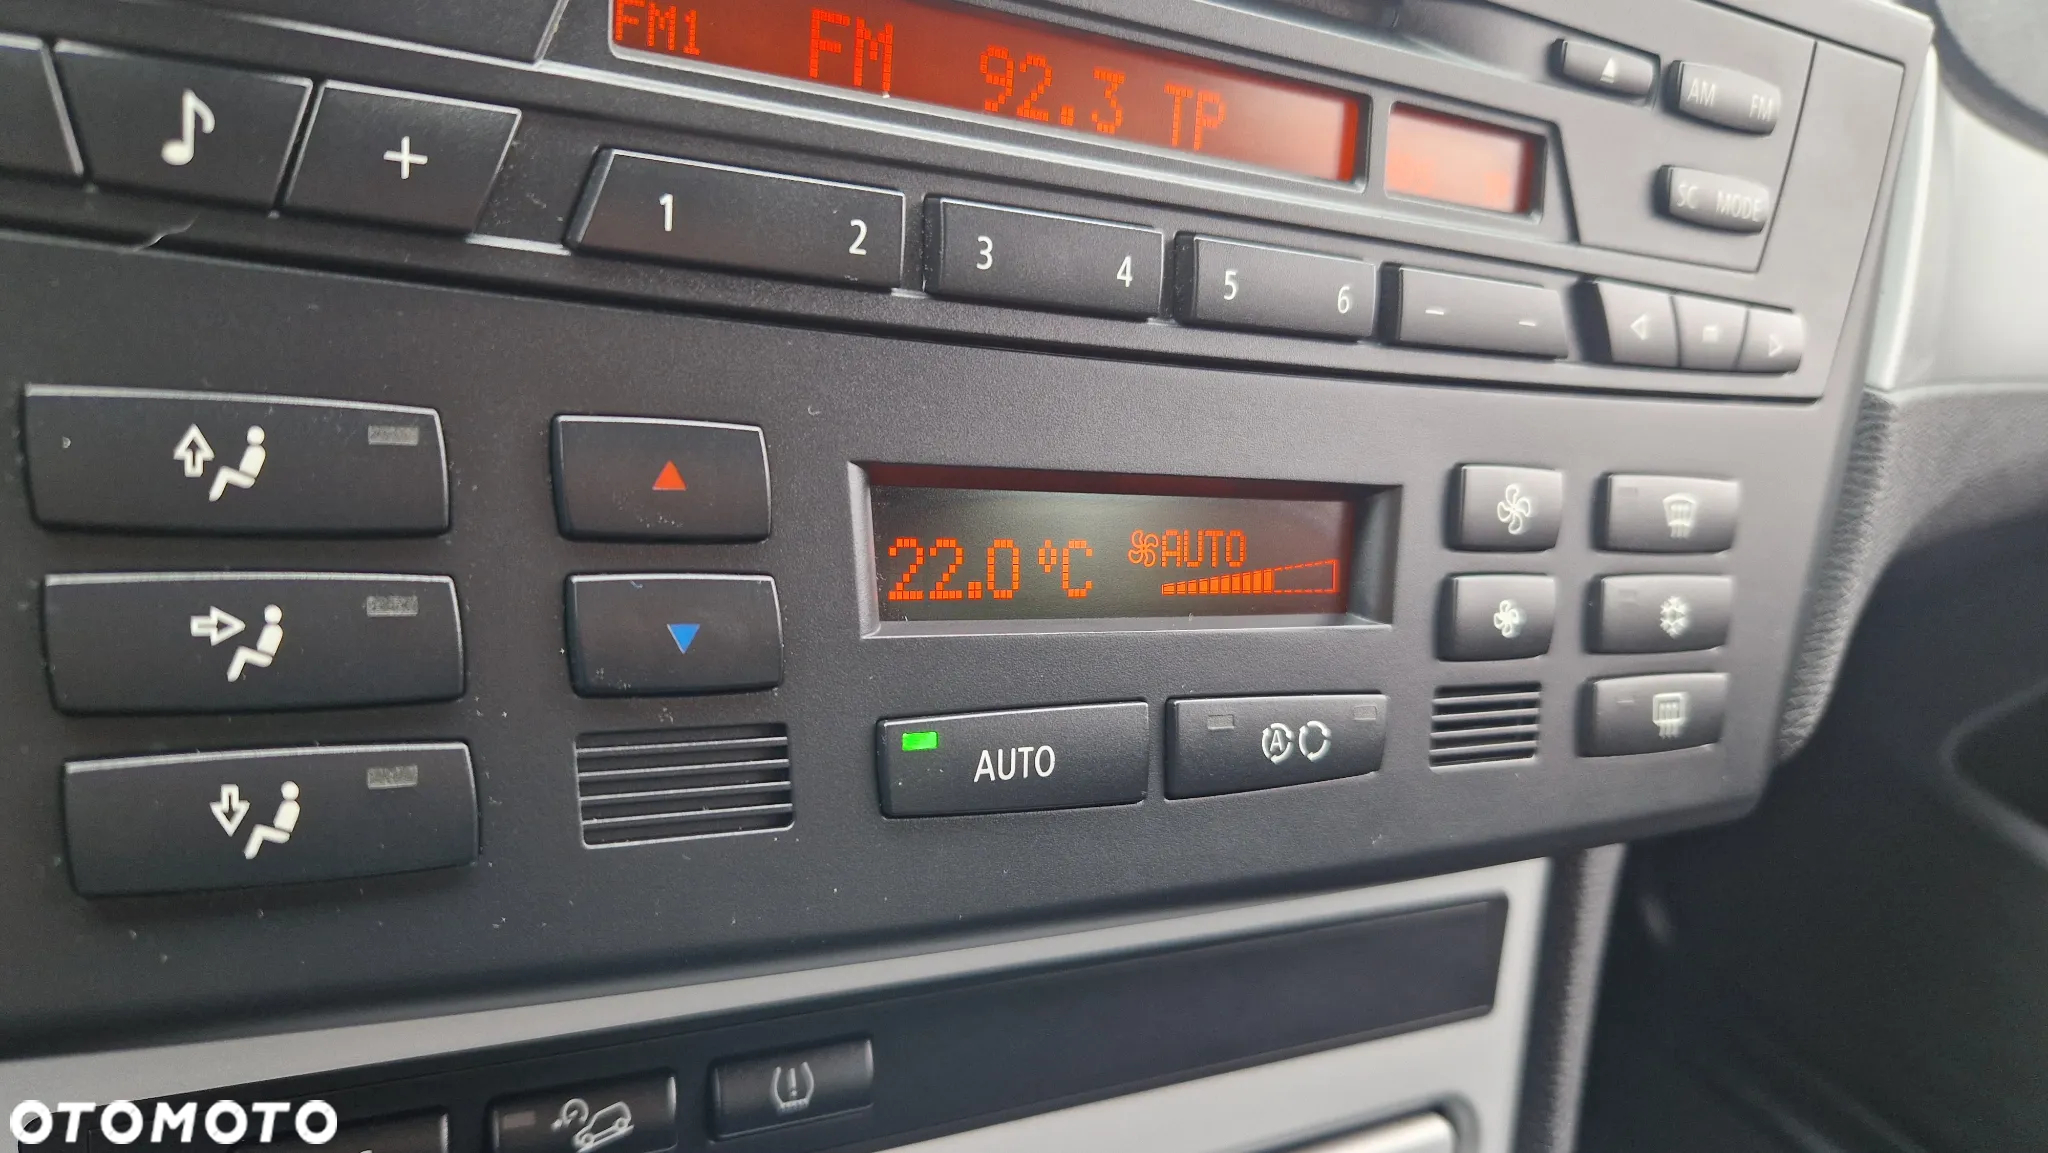 FM1 FM 92.3 TP
AM FM
SC MODE
1 2 3 4 5 6
22.0 °C AUTO
AUTO
A
OTOMOTO